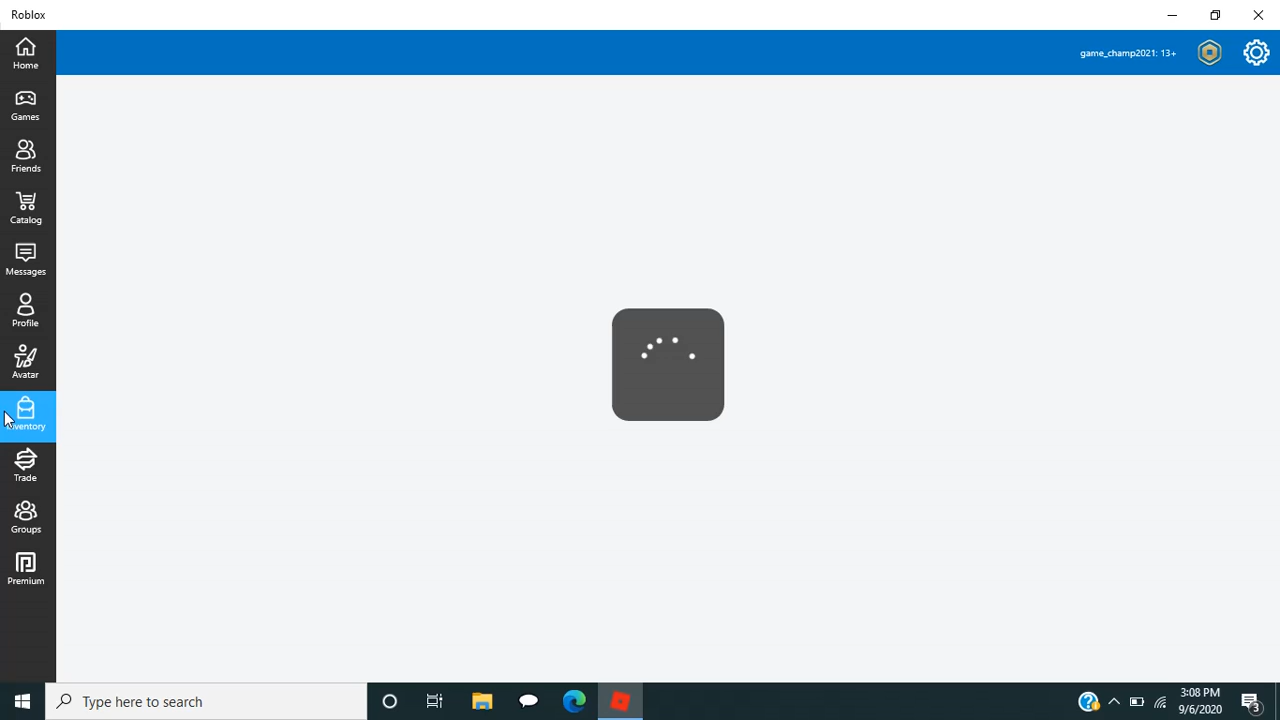 Roblox
game_champ2021: 13+
Home
Games
Friends
Catalog
Messages
Profile
Avatar
ventory
Trade
Groups
Premium
Type here to search
3:08 PM
9/6/2020
3